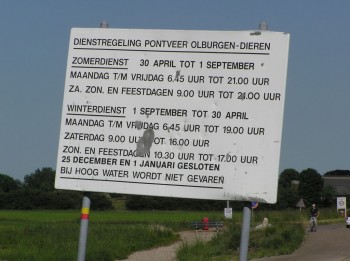 DIENSTREGELING PONTVEER OLBURGEN-DIEREN
ZOMERDIENST 30 APRIL TOT 1 SEPTEMBER
MAANDAG T/M VRIJDAG 6.45 UUR TOT 21.00 UUR
ZA. ZON. EN FEESTDAGEN 9.00 UUR TOT 21.00 UUR
WINTERDIENST 1 SEPTEMBER TOT 30 APRIL
MAANDAG T/M VRIJDAG 6.45 UUR TOT 19.00 UUR
ZATERDAG 9.00 UUR TOT 16.00 UUR
ZON. EN FEESTDAGEN 10.30 UUR TOT 17.00 UUR
25 DECEMBER EN 1 JANUARI GESLOTEN
BIJ HOOG WATER WORDT NIET GEVAREN